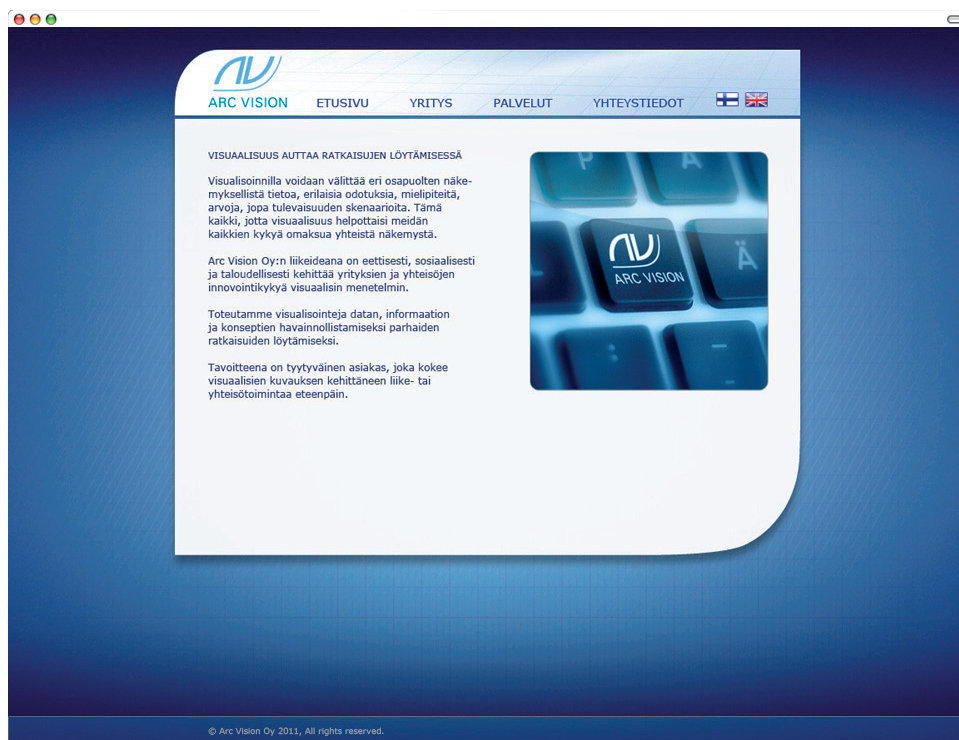 ARC VISION
ETUSIVU YRITYS PALVELUT YHTEYSTIEDOT
VISUAALISUUS AUTTAA RATKAISUJEN LÖYTÄMISESSÄ
Visualisoinnilla voidaan välittää eri osapuolten näke-
myksellistä tietoa, erilaisia odotuksia, mielipiteitä,
arvoja, jopa tulevaisuuden skenaarioita. Tämä
kaikki, jotta visuaalisuus helpottaisi meidän
kaikkien kykyä omaksua yhteistä näkemystä.
Arc Vision Oy:n liikeideana on eettisesti, sosiaalisesti
ja taloudellisesti kehittää yrityksien ja yhteisöjen
innovointikykyä visuaalisin menetelmin.
Toteutamme visualisointeja datan, informaation
ja konseptien havainnollistamiseksi parhaiden
ratkaisuiden löytämiseksi.
Tavoitteena on tyytyväinen asiakas, joka kokee
visuaalisien kuvauksen kehittäneen liike- tai
yhteisötoimintaa eteenpäin.
P Å
ARC VISION
Ä
: -
© Arc Vision Oy 2011, All rights reserved.